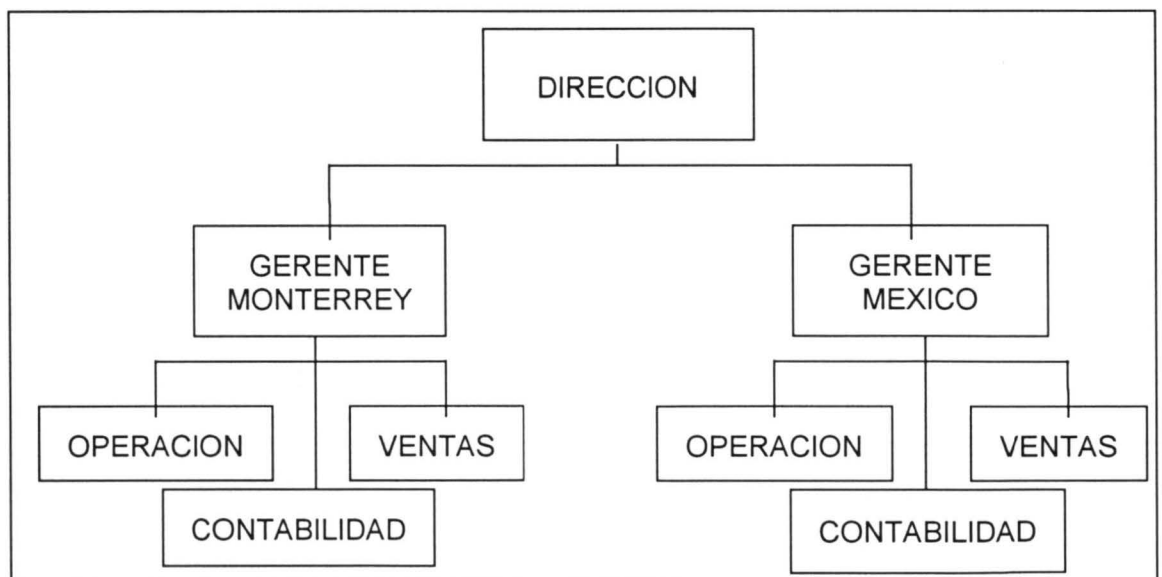 DIRECCION
GERENTE
MONTERREY
GERENTE
MEXICO
OPERACION
VENTAS
OPERACION
VENTAS
CONTABILIDAD
CONTABILIDAD